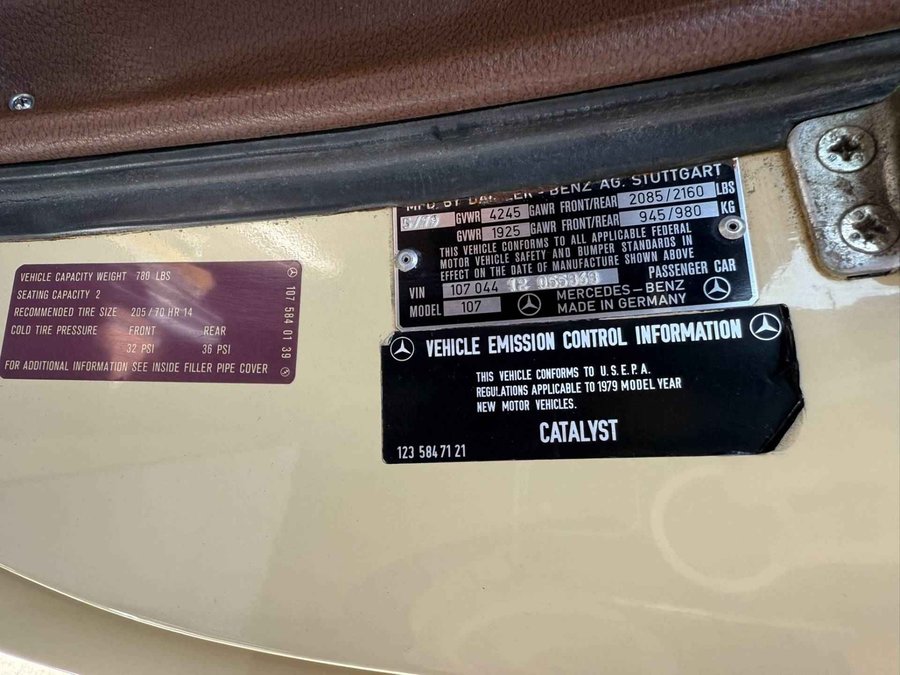 VEHICLE CAPACITY WEIGHT 780 LBS
SEATING CAPACITY 2
RECOMMENDED TIRE SIZE 205/70 HR 14
COLD TIRE PRESSURE FRONT REAR
32 PSI 36 PSI
FOR ADDITIONAL INFORMATION SEE INSIDE FILLER PIPE COVER
107 584 01 39
MFD. BY DAIMLER-BENZ AG. STUTTGART
GVWR 4245 GAWR FRONT/REAR 2085/2160 LBS
GVWR 1925 GAWR FRONT/REAR 945/980 KG
THIS VEHICLE CONFORMS TO ALL APPLICABLE FEDERAL
MOTOR VEHICLE SAFETY AND BUMPER STANDARDS IN
EFFECT ON THE DATE OF MANUFACTURE SHOWN ABOVE
VIN 107 044 12 PASSENGER CAR
MODEL 107 MERCEDES-BENZ
MADE IN GERMANY
VEHICLE EMISSION CONTROL INFORMATION
THIS VEHICLE CONFORMS TO U.S.E.P.A.
REGULATIONS APPLICABLE TO 1979 MODEL YEAR
NEW MOTOR VEHICLES.
CATALYST
123 584 71 21